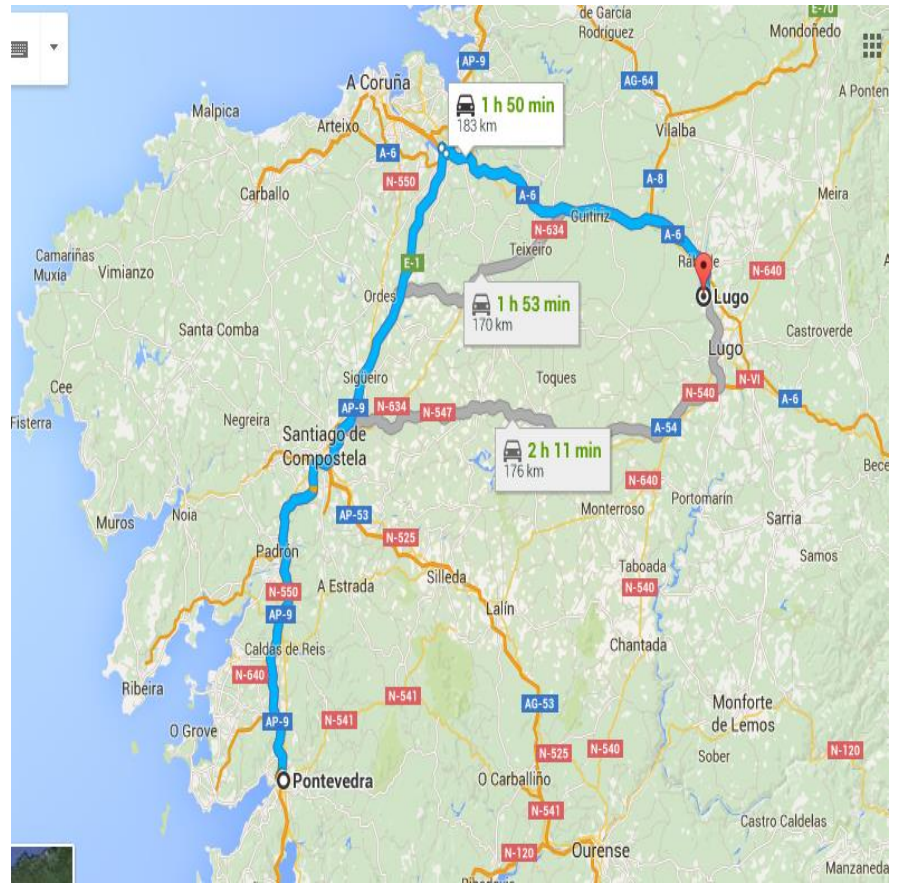 E-70
de García
Rodríguez
Mondoñedo
AP-9
A Coruña
AG-64
1 h 50 min
183 km
Malpica
Arteixo
Vilalba
A-6
N-550
A-8
Carballo
A-6
Meira
Guitiriz
N-634
A-6
Camariñas
Muxia
Vimianzo
Teixeiro
E-1
N-640
Ordes
1 h 53 min
170 km
Lugo
Santa Comba
Castroverde
Lugo
Sigüeiro
Toques
Cee
N-VI
N-540
A-6
AP-9
N-634
N-547
Fisterra
Negreira
A-54
Santiago de
Compostela
2 h 11 min
176 km
N-640
Portomarín
Monterroso
Sarria
Noia
AP-53
Muros
N-525
Padrón
Samos
Taboada
Silleda
A Estrada
N-550
N-540
Lalín
AP-9
Chantada
Caldas de Reis
N-640
Ribeira
N-541
AG-53
Monforte
de Lemos
AP-9
N-541
O Grove
N-120
N-525
N-540
Sober
Pontevedra
O Carballiño
N-541
Castro Caldelas
N-120
Ourense
Manzaneda